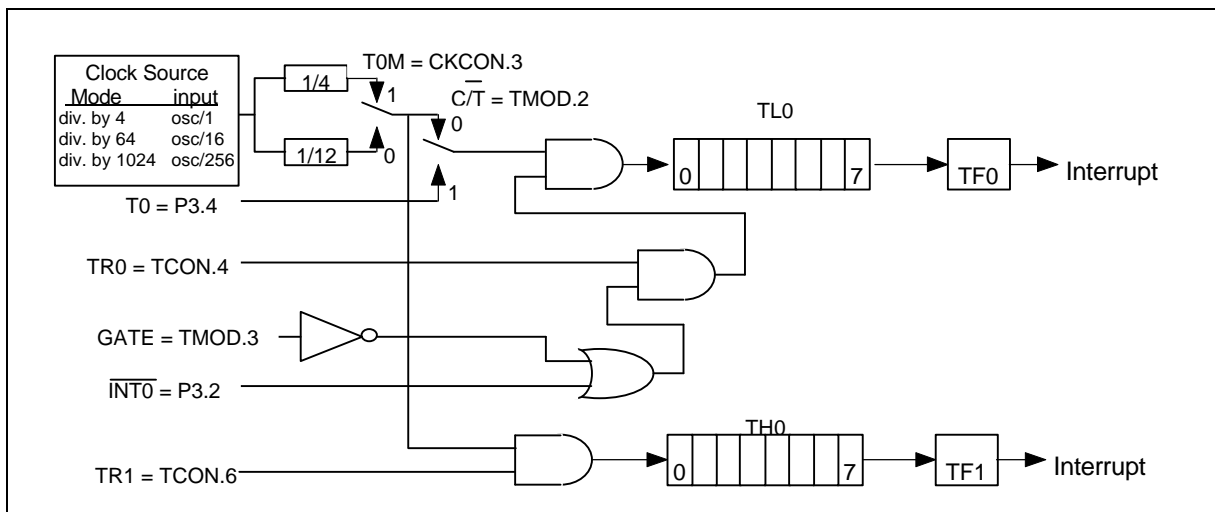 Clock Source
Mode input
div. by 4 osc/1
div. by 64 osc/16
div. by 1024 osc/256
1/4
1/12
T0M = CKCON.3
1
0
C/T̅ = TMOD.2
0
1
T0 = P3.4
TL0
0 7
TF0
Interrupt
TR0 = TCON.4
GATE = TMOD.3
I̅N̅T̅0̅ = P3.2
TR1 = TCON.6
TH0
0 7
TF1
Interrupt